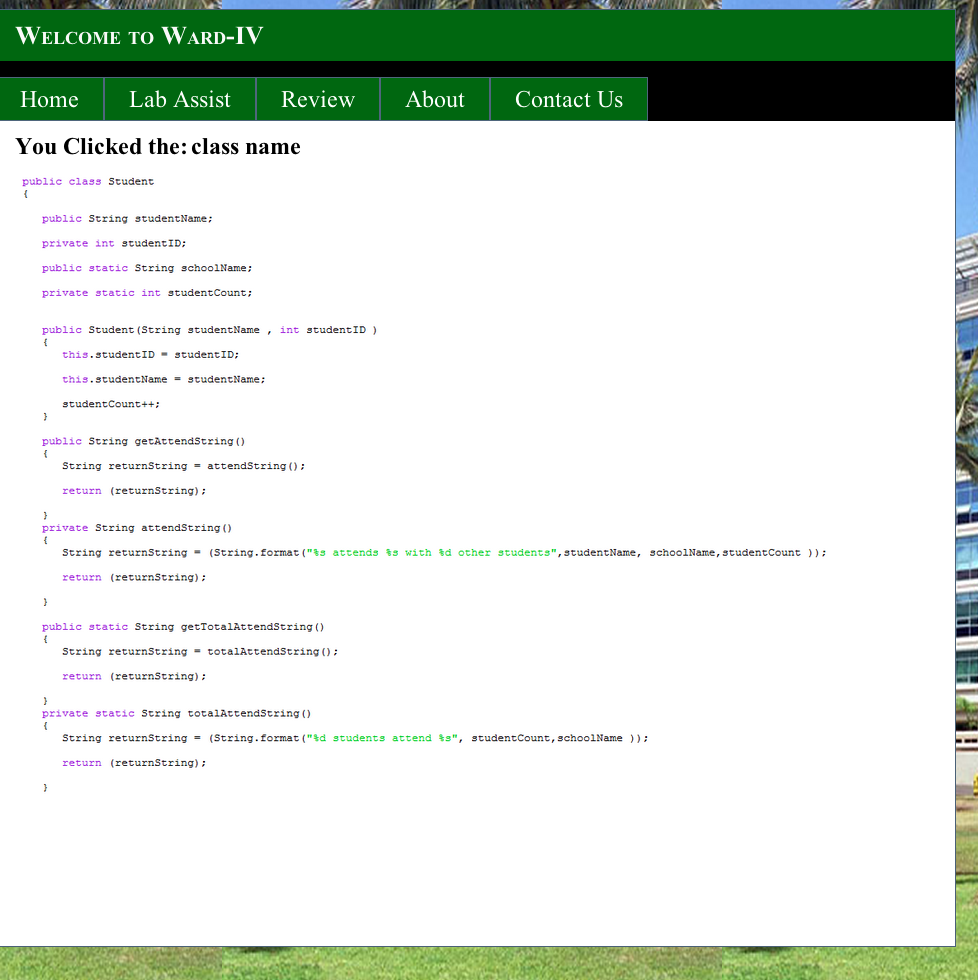 Welcome to Ward-IV
Home Lab Assist Review About Contact Us
You Clicked the: class name
public class Student
{
public String studentName;
private int studentID;
public static String schoolName;
private static int studentCount;
public Student(String studentName , int studentID )
{
this.studentID = studentID;
this.studentName = studentName;
studentCount++;
}
public String getAttendString()
{
String returnString = attendString();
return (returnString);
}
private String attendString()
{
String returnString = (String.format("%s attends %s with %d other students",studentName, schoolName,studentCount ));
return (returnString);
}
public static String getTotalAttendString()
{
String returnString = totalAttendString();
return (returnString);
}
private static String totalAttendString()
{
String returnString = (String.format("%d students attend %s", studentCount,schoolName ));
return (returnString);
}